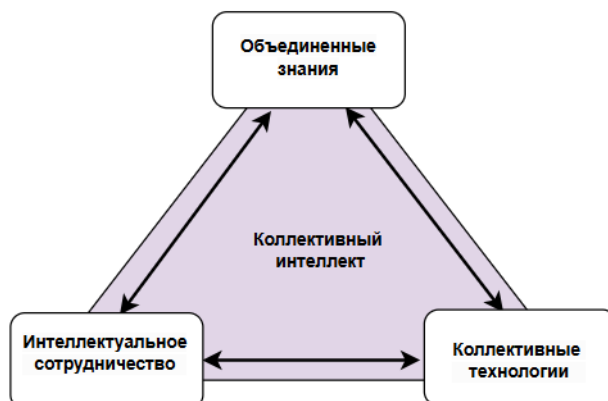 Объединенные
знания
Коллективный
интеллект
Интеллектуальное
сотрудничество
Коллективные
технологии